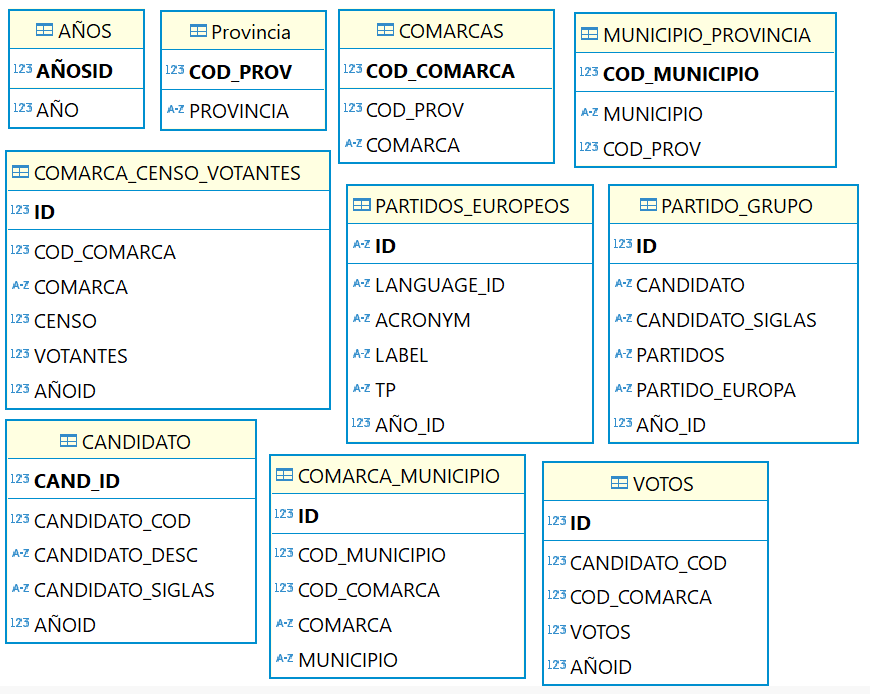 AÑOS
123 AÑOSID
123 AÑO
Provincia
123 COD_PROV
A-Z PROVINCIA
COMARCAS
123 COD_COMARCA
123 COD_PROV
A-Z COMARCA
MUNICIPIO_PROVINCIA
123 COD_MUNICIPIO
A-Z MUNICIPIO
123 COD_PROV
COMARCA_CENSO_VOTANTES
123 ID
123 COD_COMARCA
A-Z COMARCA
123 CENSO
123 VOTANTES
123 AÑOID
PARTIDOS_EUROPEOS
A-Z ID
A-Z LANGUAGE_ID
A-Z ACRONYM
A-Z LABEL
A-Z TP
123 AÑO_ID
PARTIDO_GRUPO
123 ID
A-Z CANDIDATO
A-Z CANDIDATO_SIGLAS
A-Z PARTIDOS
A-Z PARTIDO_EUROPA
123 AÑO_ID
CANDIDATO
123 CAND_ID
123 CANDIDATO_COD
A-Z CANDIDATO_DESC
A-Z CANDIDATO_SIGLAS
123 AÑOID
COMARCA_MUNICIPIO
123 ID
123 COD_MUNICIPIO
123 COD_COMARCA
A-Z COMARCA
A-Z MUNICIPIO
VOTOS
123 ID
123 CANDIDATO_COD
123 COD_COMARCA
123 VOTOS
123 AÑOID